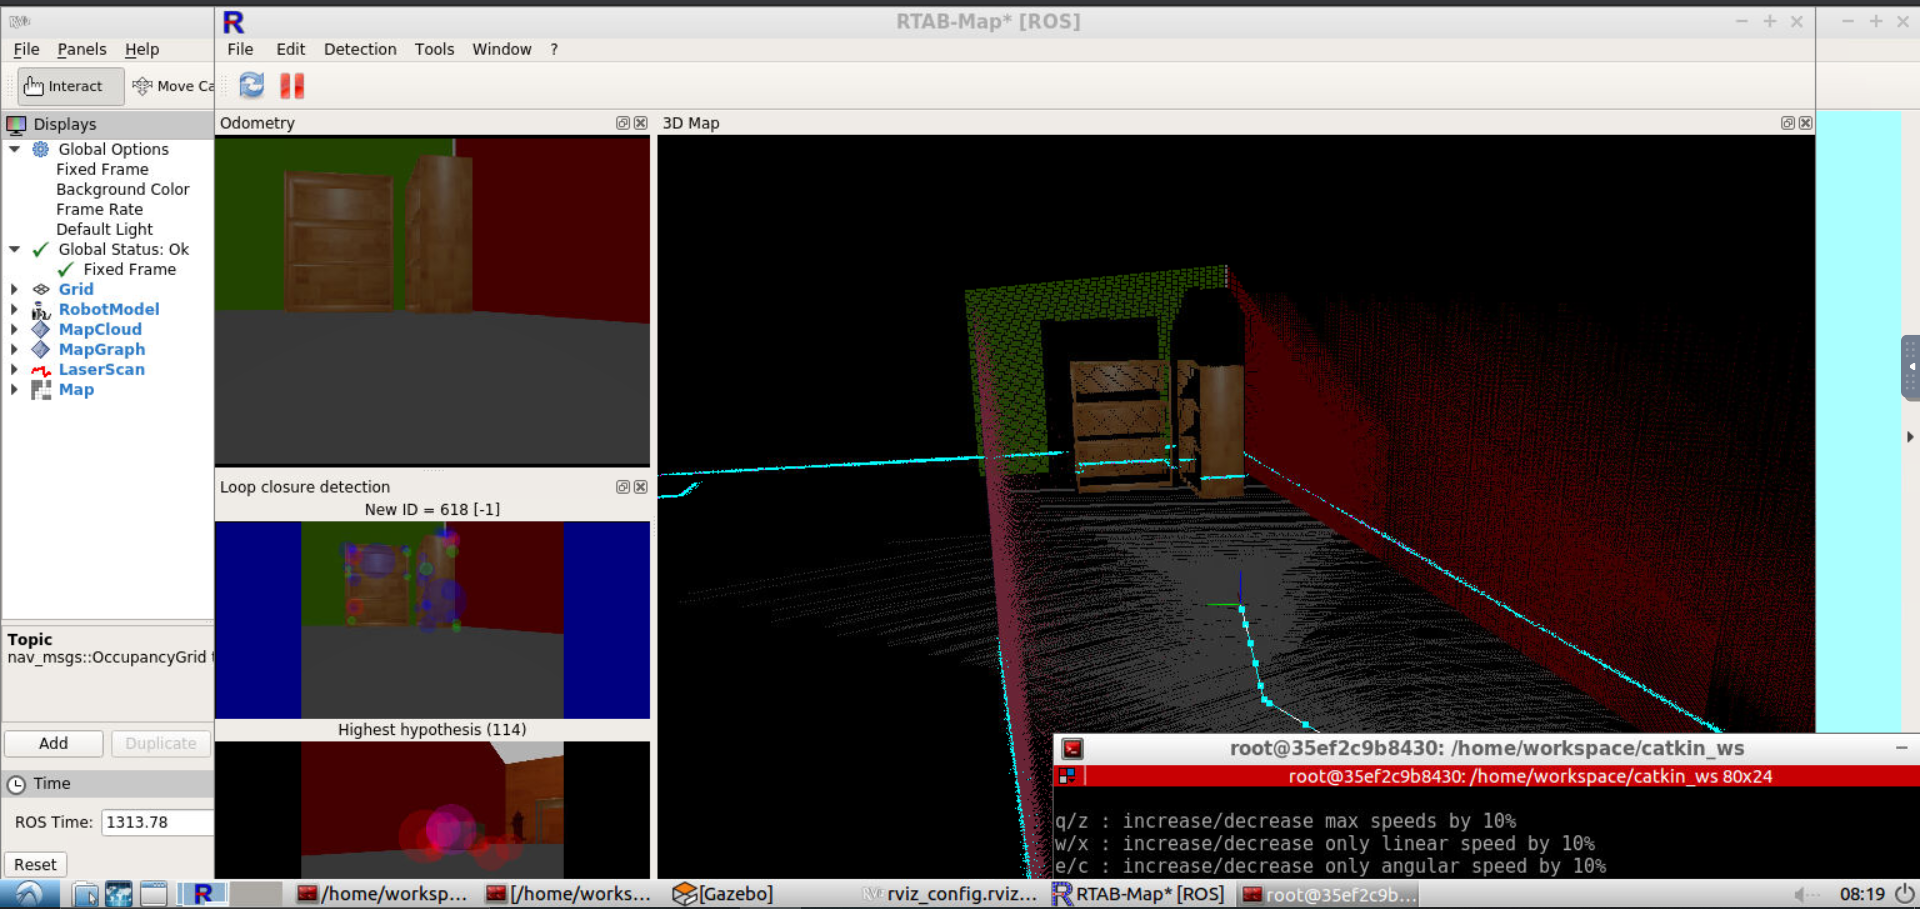 RTAB-Map* [ROS]
File Panels Help
File Edit Detection Tools Window ?
Interact
Move Ca
Displays
Global Options
Fixed Frame
Background Color
Frame Rate
Default Light
Global Status: Ok
Fixed Frame
Grid
RobotModel
MapCloud
MapGraph
LaserScan
Map
Topic
nav_msgs::OccupancyGrid
Add
Duplicate
Time
ROS Time: 1313.78
Reset
Odometry
Loop closure detection
New ID = 618 [-1]
Highest hypothesis (114)
3D Map
root@35ef2c9b8430: /home/workspace/catkin_ws
root@35ef2c9b8430: /home/workspace/catkin_ws 80x24
q/z : increase/decrease max speeds by 10%
w/x : increase/decrease only linear speed by 10%
e/c : increase/decrease only angular speed by 10%
/home/worksp...
[/home/works...
[Gazebo]
rviz_config.rviz...
RTAB-Map* [ROS]
root@35ef2c9b...
08:19